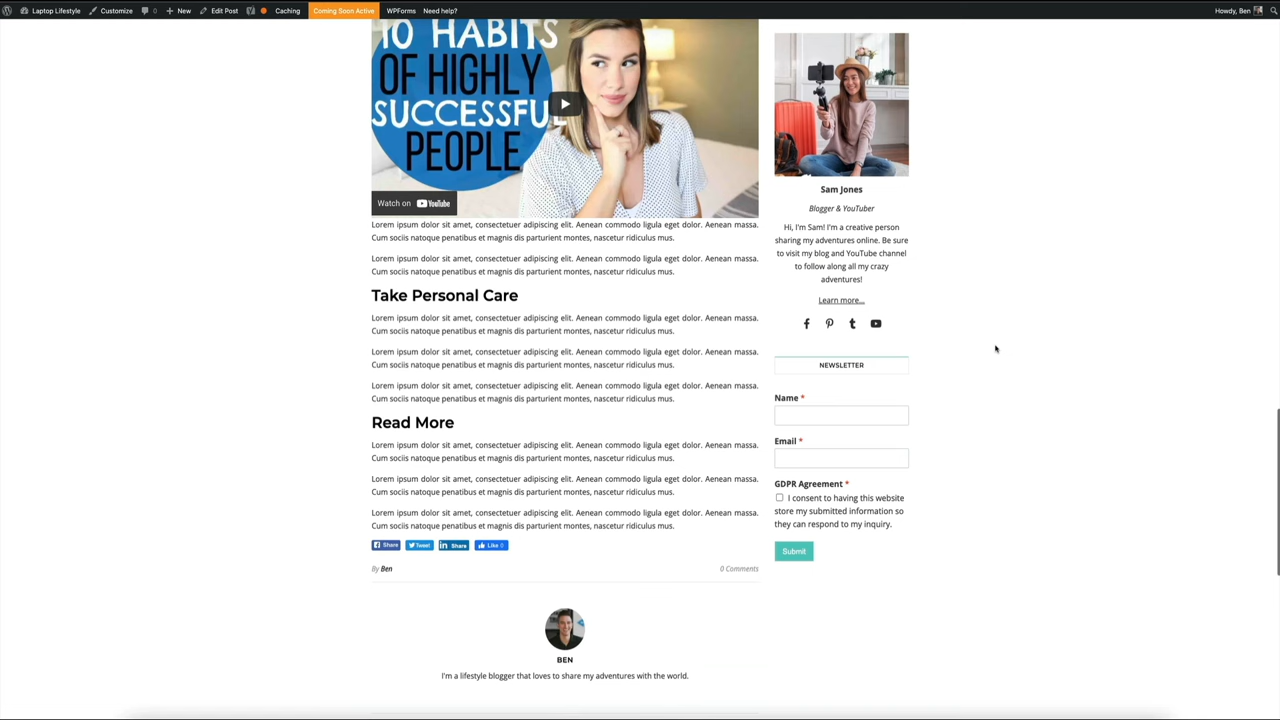 Laptop Lifestyle Customize 0 New Edit Post Caching Coming Soon Active WPForms Need help? Howdy, Ben
10 HABITS
OF HIGHLY
SUCCESSFUL
PEOPLE
Watch on YouTube
Lorem ipsum dolor sit amet, consectetuer adipiscing elit. Aenean commodo ligula eget dolor. Aenean massa.
Cum sociis natoque penatibus et magnis dis parturient montes, nascetur ridiculus mus.
Lorem ipsum dolor sit amet, consectetuer adipiscing elit. Aenean commodo ligula eget dolor. Aenean massa.
Cum sociis natoque penatibus et magnis dis parturient montes, nascetur ridiculus mus.
Take Personal Care
Lorem ipsum dolor sit amet, consectetuer adipiscing elit. Aenean commodo ligula eget dolor. Aenean massa.
Cum sociis natoque penatibus et magnis dis parturient montes, nascetur ridiculus mus.
Lorem ipsum dolor sit amet, consectetuer adipiscing elit. Aenean commodo ligula eget dolor. Aenean massa.
Cum sociis natoque penatibus et magnis dis parturient montes, nascetur ridiculus mus.
Lorem ipsum dolor sit amet, consectetuer adipiscing elit. Aenean commodo ligula eget dolor. Aenean massa.
Cum sociis natoque penatibus et magnis dis parturient montes, nascetur ridiculus mus.
Read More
Lorem ipsum dolor sit amet, consectetuer adipiscing elit. Aenean commodo ligula eget dolor. Aenean massa.
Cum sociis natoque penatibus et magnis dis parturient montes, nascetur ridiculus mus.
Lorem ipsum dolor sit amet, consectetuer adipiscing elit. Aenean commodo ligula eget dolor. Aenean massa.
Cum sociis natoque penatibus et magnis dis parturient montes, nascetur ridiculus mus.
Lorem ipsum dolor sit amet, consectetuer adipiscing elit. Aenean commodo ligula eget dolor. Aenean massa.
Cum sociis natoque penatibus et magnis dis parturient montes, nascetur ridiculus mus.
Share Tweet Share Like 0
By Ben 0 Comments
BEN
I'm a lifestyle blogger that loves to share my adventures with the world.
Sam Jones
Blogger & YouTuber
Hi, I'm Sam! I'm a creative person
sharing my adventures online. Be sure
to visit my blog and YouTube channel
to follow along all my crazy
adventures!
Learn more...
NEWSLETTER
Name *
Email *
GDPR Agreement *
I consent to having this website
store my submitted information so
they can respond to my inquiry.
Submit